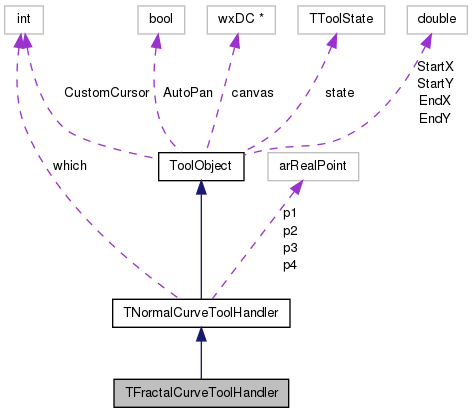 int
bool
wxDC *
TToolState
double
CustomCursor
AutoPan
canvas
state
StartX
StartY
EndX
EndY
which
ToolObject
arRealPoint
p1
p2
p3
p4
TNormalCurveToolHandler
TFractalCurveToolHandler